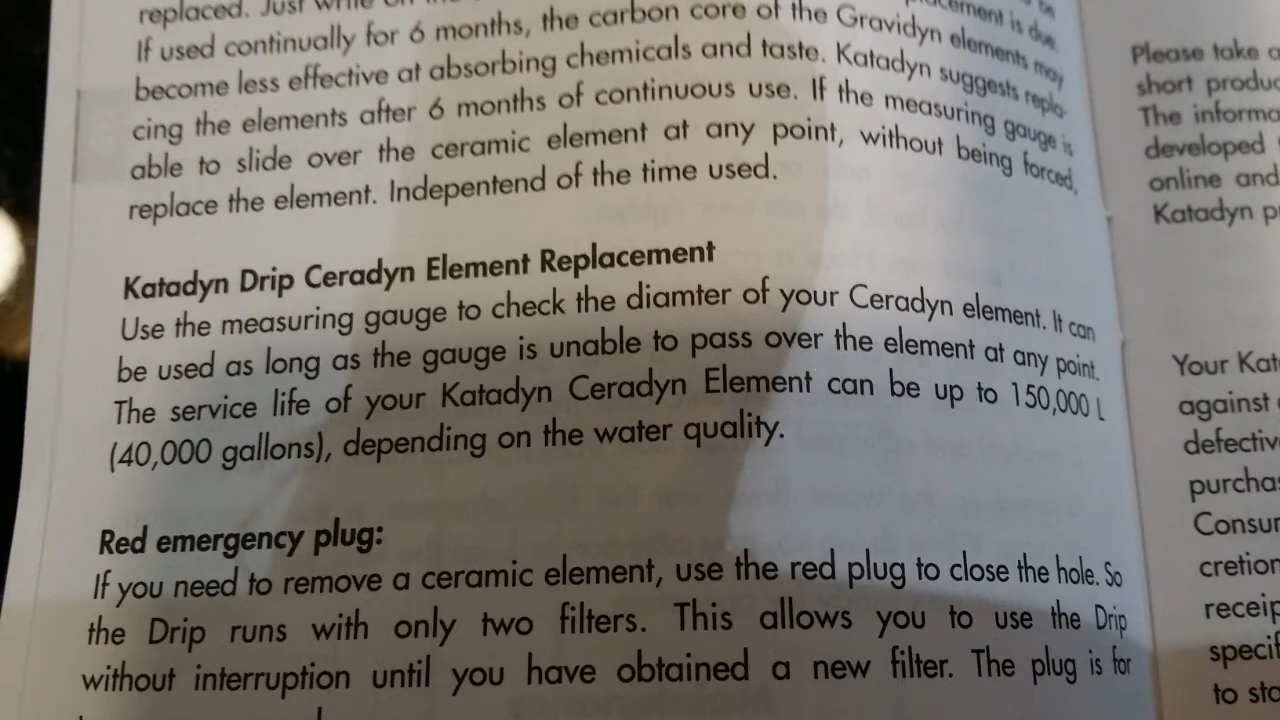 replaced. Just write on the
placement is due.
If used continually for 6 months, the carbon core of the Gravidyn elements may
become less effective at absorbing chemicals and taste. Katadyn suggests repla-
cing the elements after 6 months of continuous use. If the measuring gauge is
able to slide over the ceramic element at any point, without being forced,
replace the element. Indepentend of the time used.
Katadyn Drip Ceradyn Element Replacement
Use the measuring gauge to check the diamter of your Ceradyn element. It can
be used as long as the gauge is unable to pass over the element at any point.
The service life of your Katadyn Ceradyn Element can be up to 150,000 L
(40,000 gallons), depending on the water quality.
Red emergency plug:
If you need to remove a ceramic element, use the red plug to close the hole. So
the Drip runs with only two filters. This allows you to use the Drip
without interruption until you have obtained a new filter. The plug is for
Please take
short produc
The informa
developed
online and
Katadyn p
Your Kat
against
defectiv
purchas
Consum
cretion
receip
specif
to sta